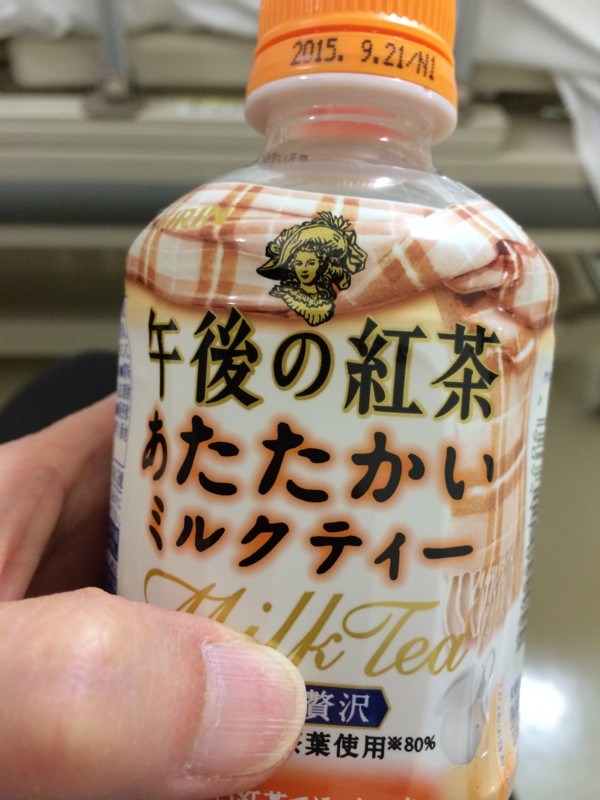 2015. 9.21/N1
KIRIN
午後の紅茶
あたたかい
ミルクティー
Milk Tea
贅沢
茶葉使用※80%